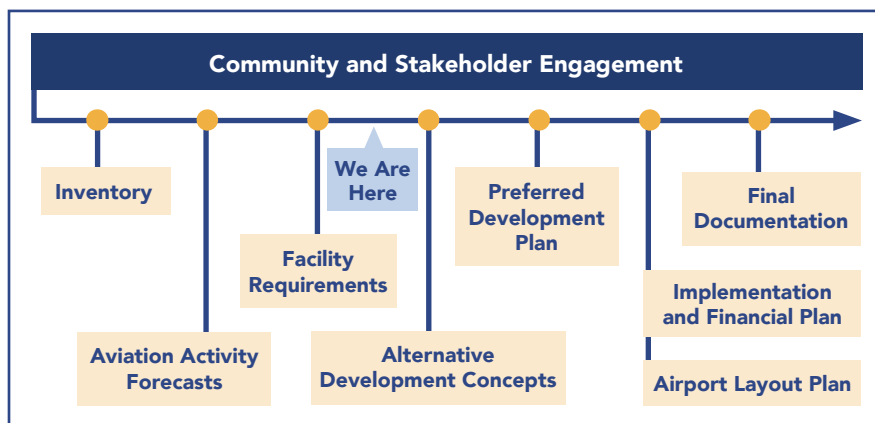 Community and Stakeholder Engagement
Inventory
Aviation Activity
Forecasts
Facility
Requirements
We Are
Here
Alternative
Development Concepts
Preferred
Development
Plan
Implementation
and Financial Plan
Airport Layout Plan
Final
Documentation